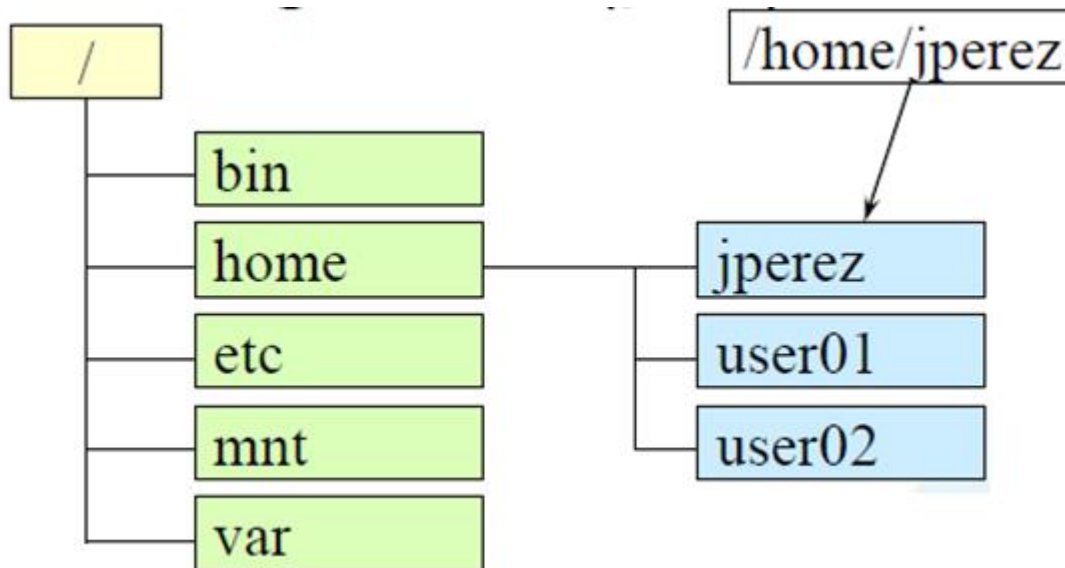 /
/home/jperez
bin
home
jperez
etc
user01
mnt
user02
var